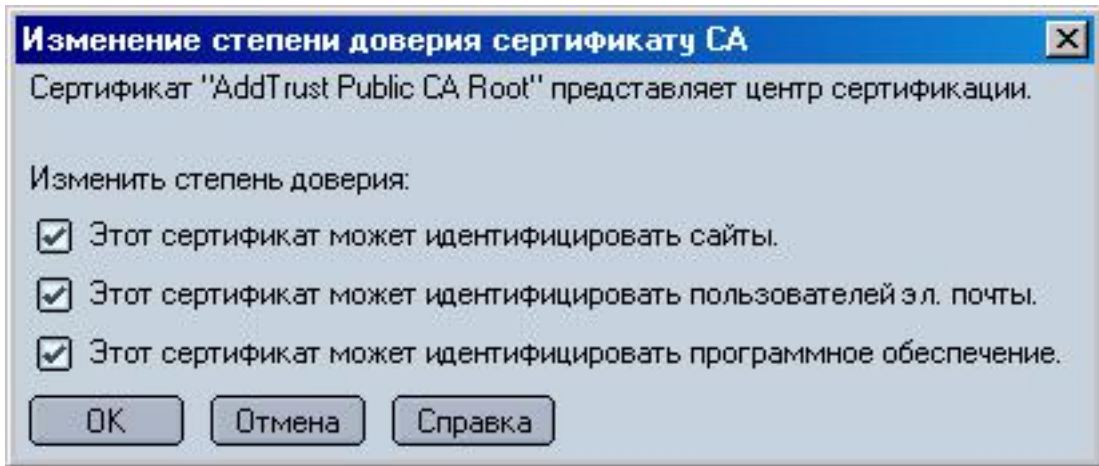 Изменение степени доверия сертификату CA
Сертификат "AddTrust Public CA Root" представляет центр сертификации.
Изменить степень доверия:
Этот сертификат может идентифицировать сайты.
Этот сертификат может идентифицировать пользователей эл. почты.
Этот сертификат может идентифицировать программное обеспечение.
OK Отмена Справка